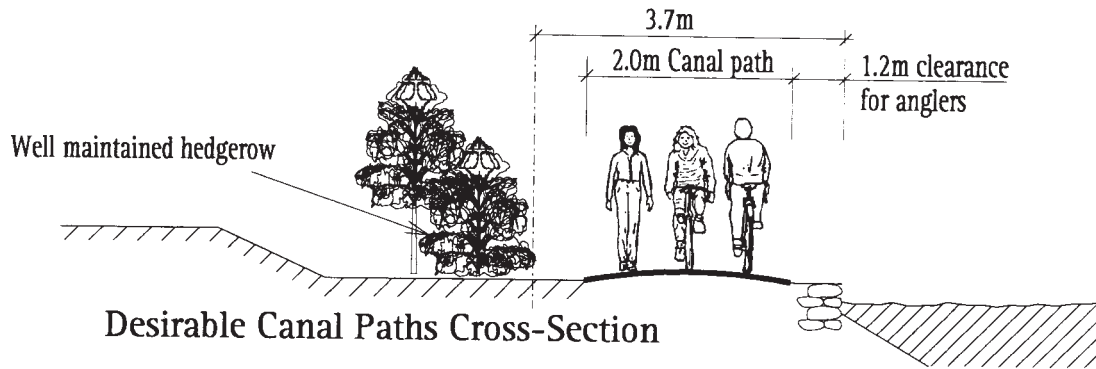 3.7m
2.0m Canal path
1.2m clearance
for anglers
Well maintained hedgerow
Desirable Canal Paths Cross-Section